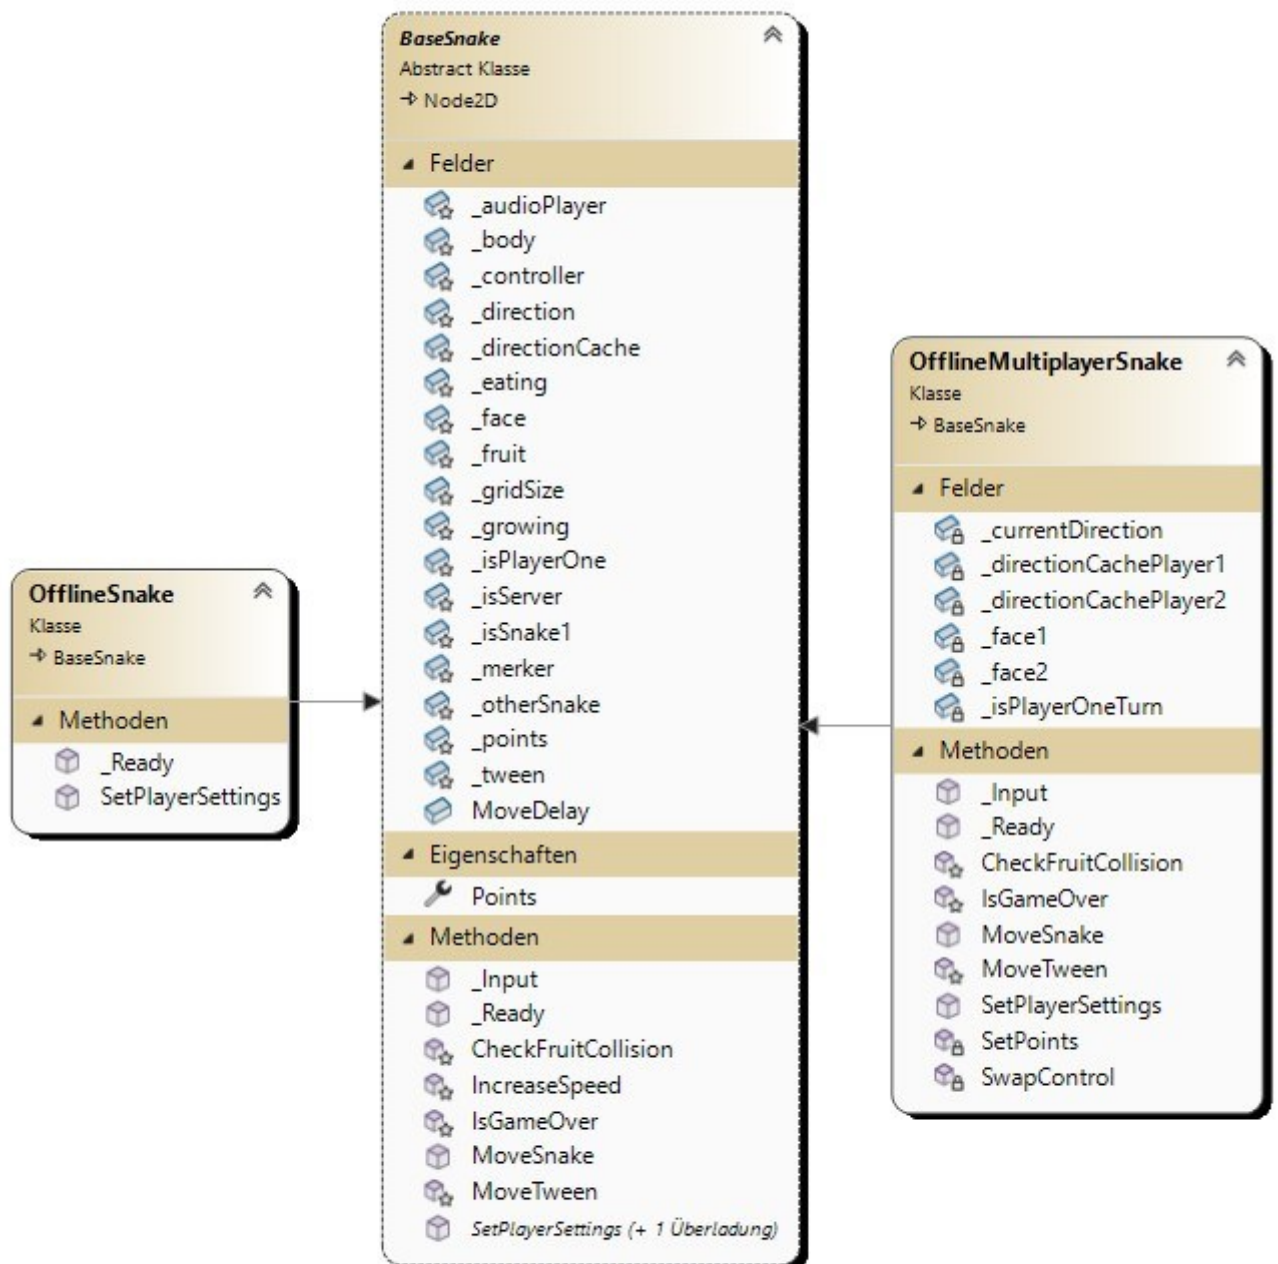 BaseSnake
Abstract Klasse
Node2D
Felder
_audioPlayer
_body
_controller
_direction
_directionCache
_eating
_face
_fruit
_gridSize
_growing
_isPlayerOne
_isServer
_isSnake1
_merker
_otherSnake
_points
_tween
MoveDelay
Eigenschaften
Points
Methoden
_Input
_Ready
CheckFruitCollision
IncreaseSpeed
IsGameOver
MoveSnake
MoveTween
SetPlayerSettings (+ 1 Überladung)
OfflineSnake
Klasse
BaseSnake
Methoden
_Ready
SetPlayerSettings
OfflineMultiplayerSnake
Klasse
BaseSnake
Felder
_currentDirection
_directionCachePlayer1
_directionCachePlayer2
_face1
_face2
_isPlayerOneTurn
Methoden
_Input
_Ready
CheckFruitCollision
IsGameOver
MoveSnake
MoveTween
SetPlayerSettings
SetPoints
SwapControl